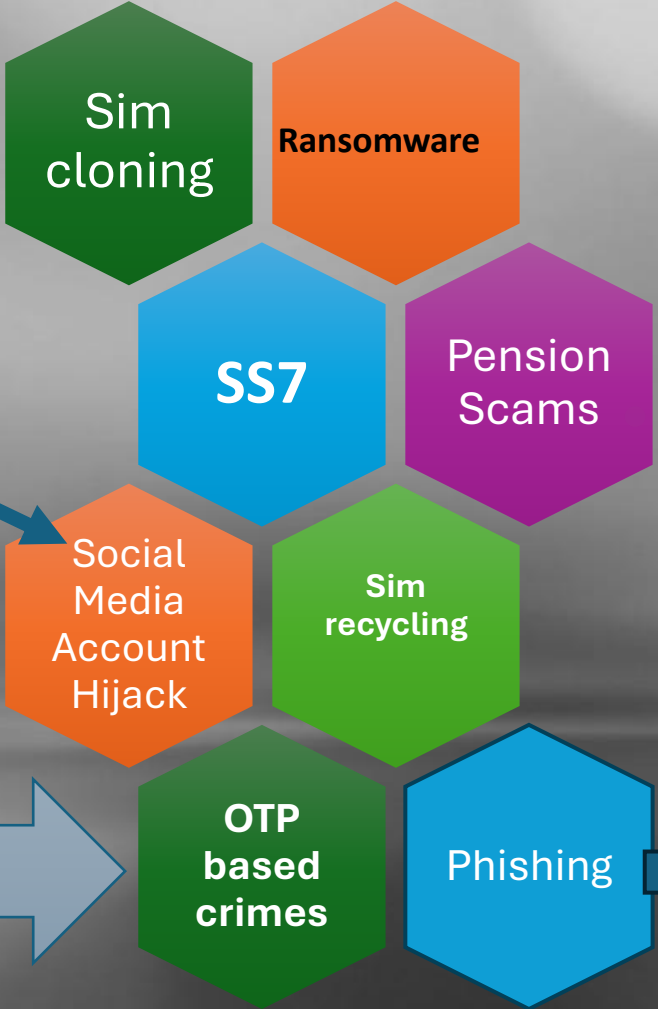 Sim
cloning
Ransomware
SS7
Pension
Scams
Social
Media
Account
Hijack
Sim
recycling
OTP
based
crimes
Phishing